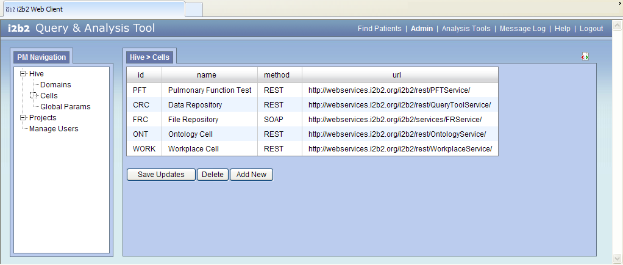 i2b2 Web Client
i2b2 Query & Analysis Tool
Find Patients | Admin | Analysis Tools | Message Log | Help | Logout
PM Navigation
Hive
Domains
Cells
Global Params
Projects
Manage Users
Hive > Cells
id name method url
PFT Pulmonary Function Test REST http://webservices.i2b2.org/i2b2/rest/PFTService/
CRC Data Repository REST http://webservices.i2b2.org/i2b2/rest/QueryToolService/
FRC File Repository SOAP http://webservices.i2b2.org/i2b2/services/FRService/
ONT Ontology Cell REST http://webservices.i2b2.org/i2b2/rest/OntologyService/
WORK Workplace Cell REST http://webservices.i2b2.org/i2b2/rest/WorkplaceService/
Save Updates Delete Add New